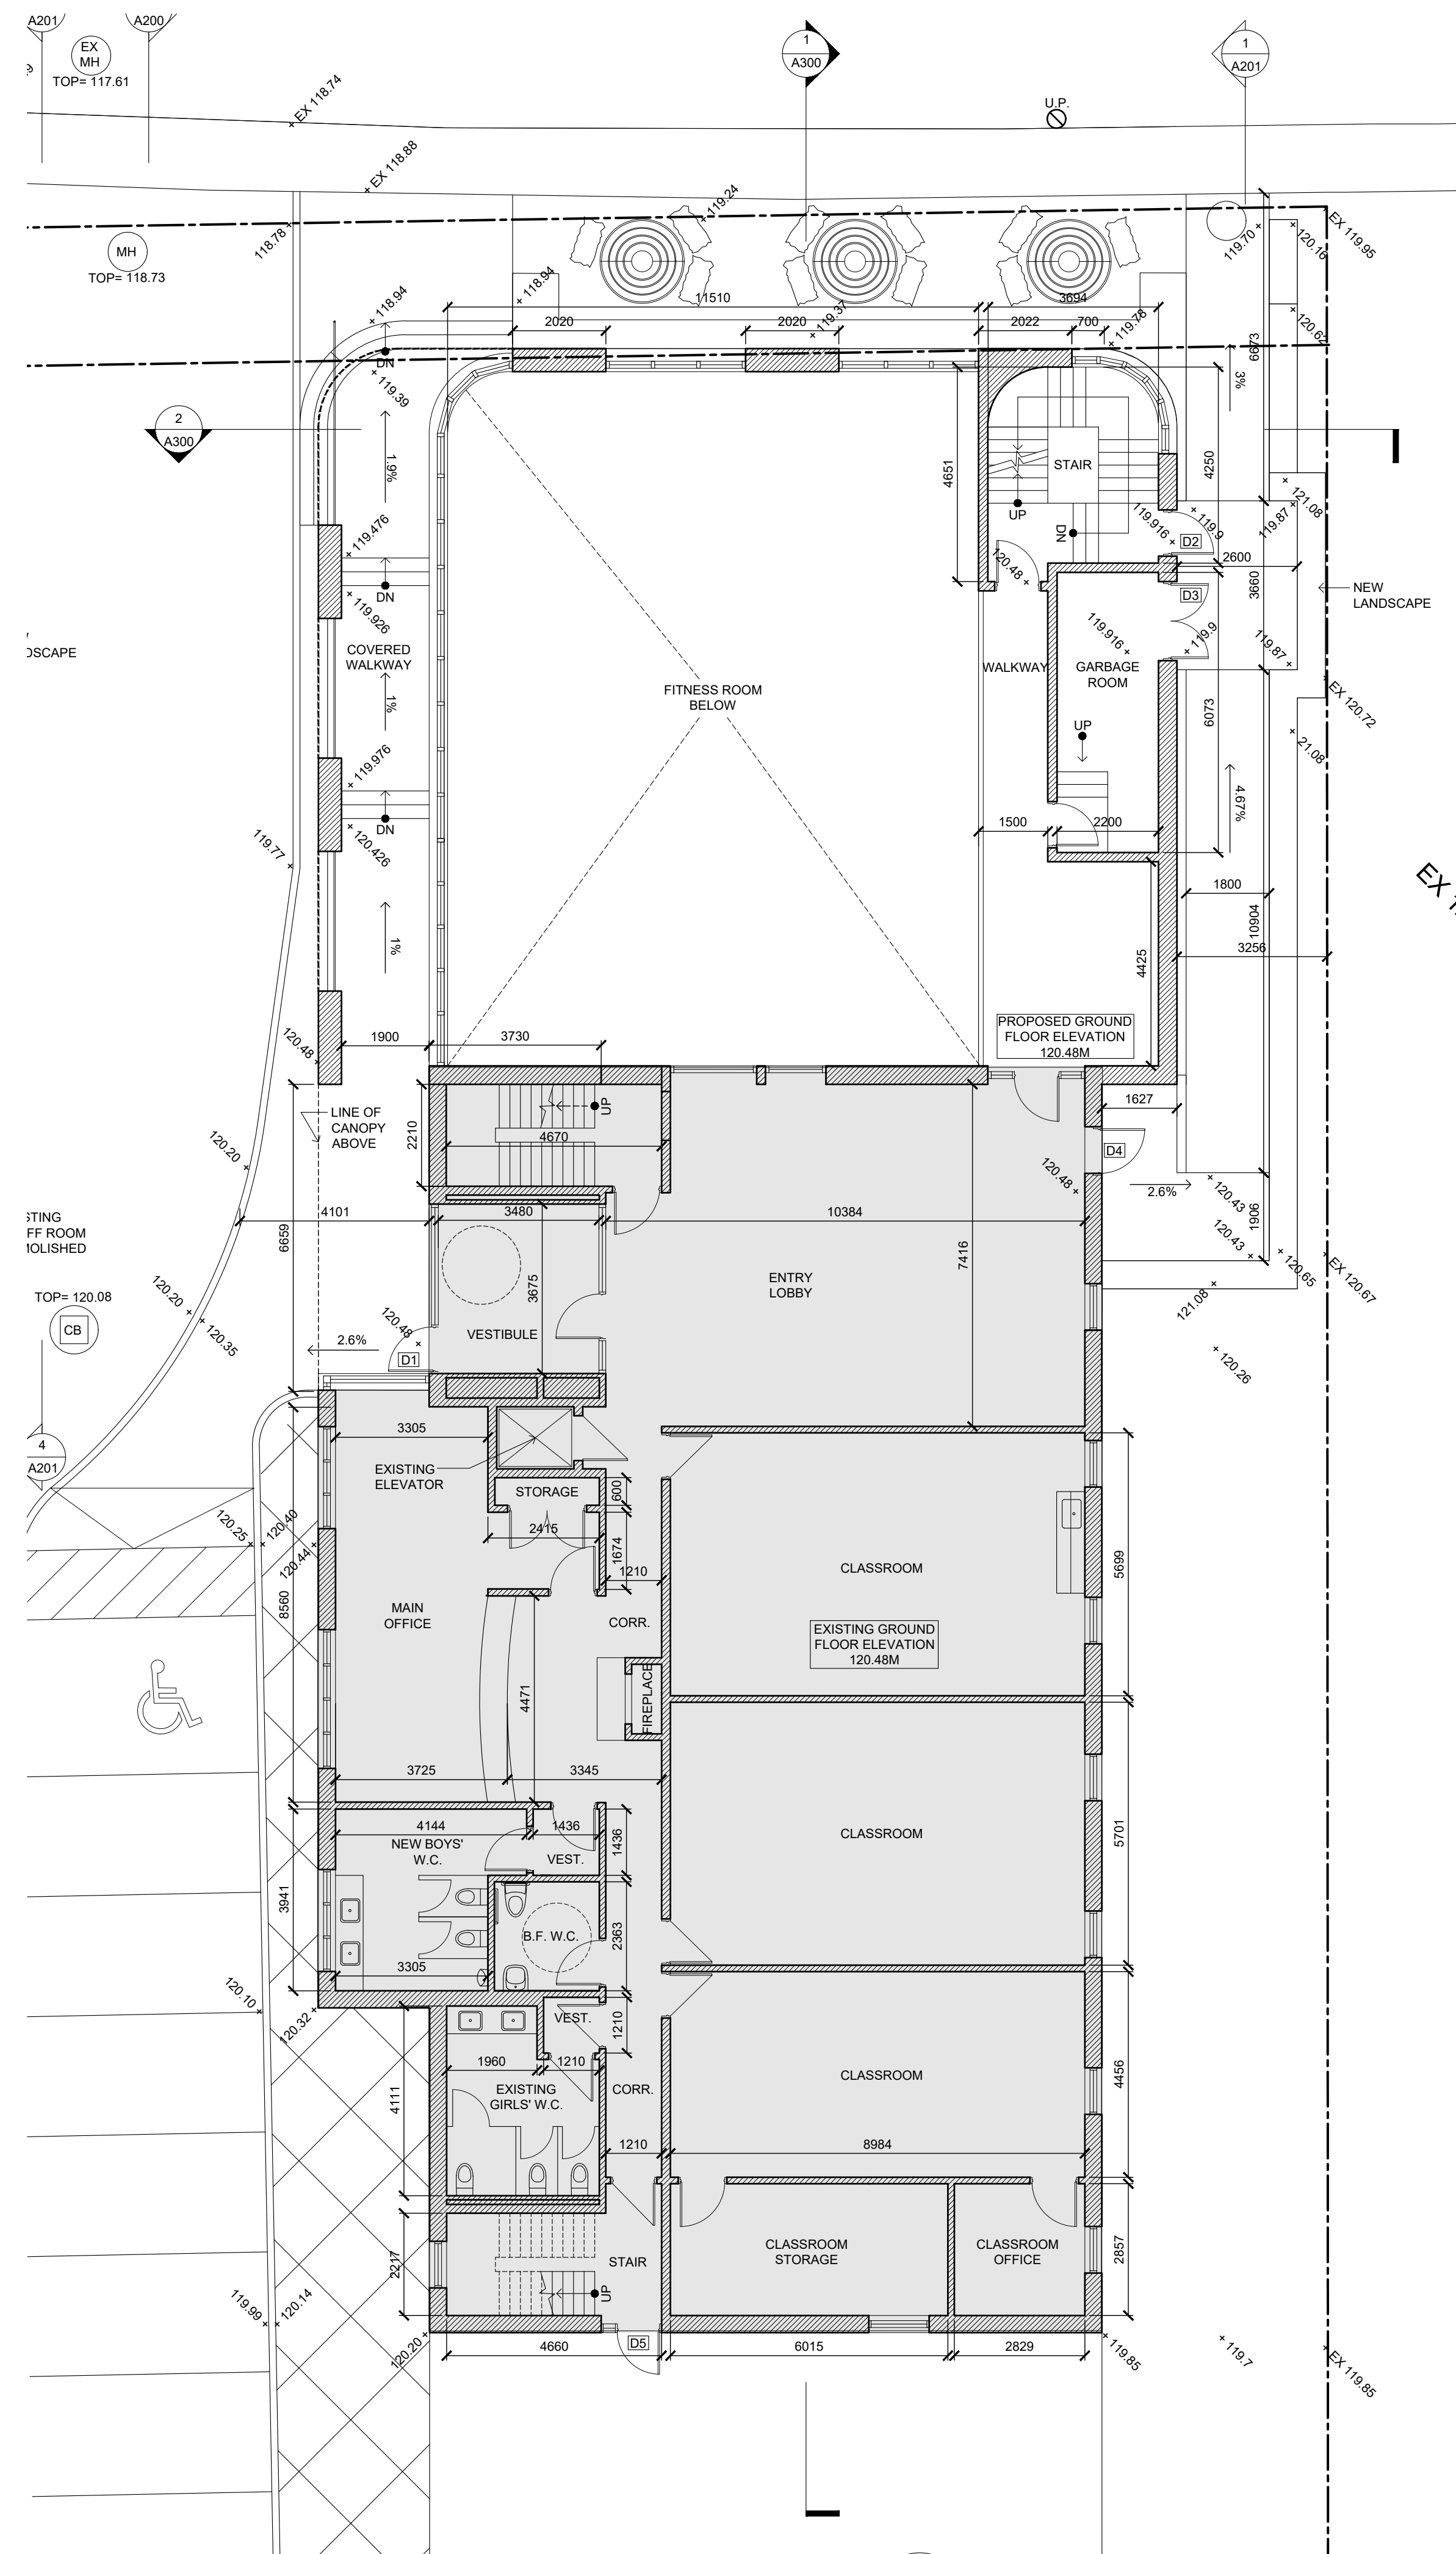 A201
A200
1
A300
1
A201
EX
MH
TOP= 117.61
EX 118.74
U.P.
EX 118.88
119.24
118.78
MH
TOP= 118.73
119.70
120.16
EX 119.95
118.94
118.94
11510
3694
2020
2020
119.37
2022
700
119.78
120.62
6673
DN
119.39
3%
2
A300
1.9%
4651
STAIR
4250
UP
DN
119.476
119.916
119.9
D2
121.08
119.87
2600
120.48
DN
119.926
D3
3660
NEW
LANDSCAPE
DSCAPE
COVERED
WALKWAY
119.916
119.9
119.87
WALKWAY
GARBAGE
ROOM
FITNESS ROOM
BELOW
1%
EX 120.72
6073
UP
21.08
119.976
DN
120.426
4.67%
119.77
1500
2200
1800
EX 1
10904
1%
3256
4425
PROPOSED GROUND
FLOOR ELEVATION
120.48M
120.48
1900
3730
LINE OF
CANOPY
ABOVE
UP
2210
4670
1627
D4
120.20
120.48
2.6%
120.43
4101
3480
10384
1906
120.43
STING
FF ROOM
MOLISHED
6659
7416
120.65
EX 120.67
3675
ENTRY
LOBBY
120.20
120.35
TOP= 120.08
CB
120.48
VESTIBULE
121.08
2.6%
D1
120.26
3305
4
A201
EXISTING
ELEVATOR
STORAGE
600
120.25
120.40
120.44
2415
1674
1210
CLASSROOM
5699
8560
MAIN
OFFICE
CORR.
EXISTING GROUND
FLOOR ELEVATION
120.48M
FIREPLACE
4471
3725
3345
4144
1436
NEW BOYS'
W.C.
VEST.
1436
CLASSROOM
5701
3941
B.F. W.C.
2363
3305
120.10
120.32
VEST.
1210
1960
1210
EXISTING
GIRLS' W.C.
CORR.
CLASSROOM
4456
4111
1210
8984
2217
STAIR
CLASSROOM
STORAGE
CLASSROOM
OFFICE
2857
UP
119.99
120.14
120.20
4660
D5
6015
2829
119.85
119.7
EX 119.85